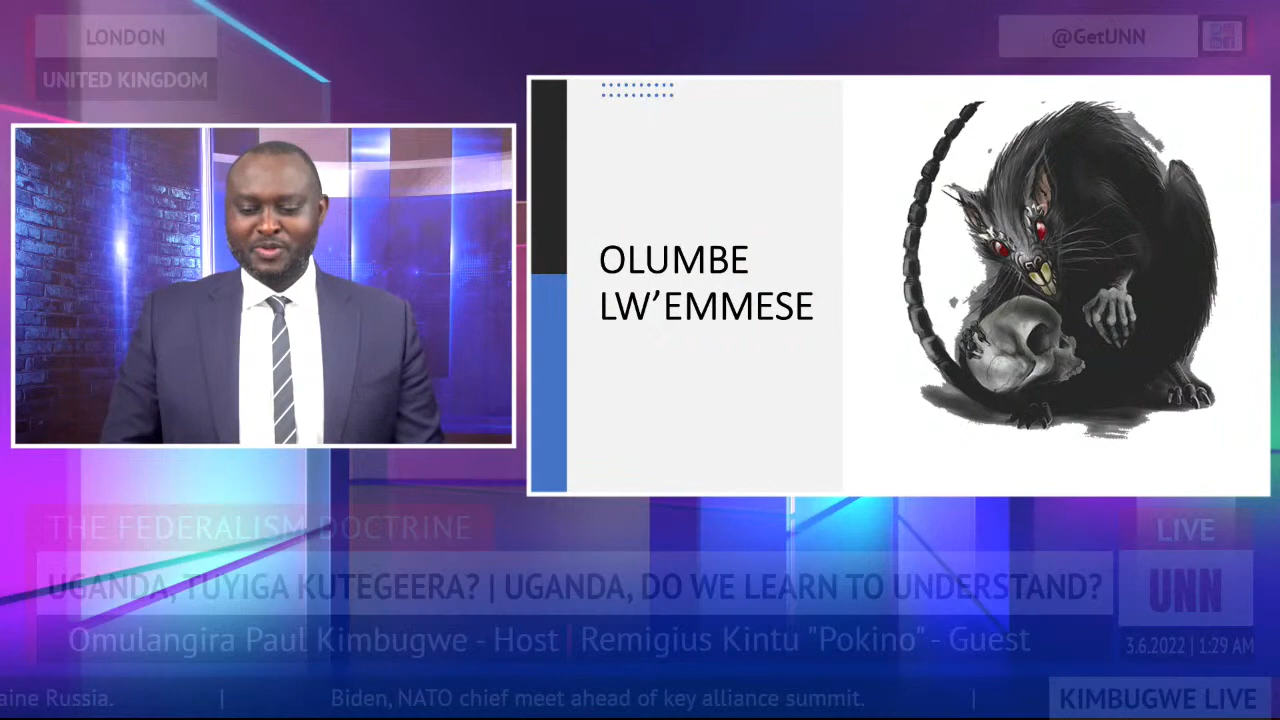 LONDON
UNITED KINGDOM
@GetUNN
OLUMBE
LW’EMMESE
THE FEDERALISM DOCTRINE
LIVE
UGANDA, TUYIGA KUTEGEERA? | UGANDA, DO WE LEARN TO UNDERSTAND?
UNN
Omulangira Paul Kimbugwe - Host | Remigius Kintu "Pokino" - Guest
3.6.2022 | 1:29 AM
aine Russia. | Biden, NATO chief meet ahead of key alliance summit. |
KIMBUGWE LIVE